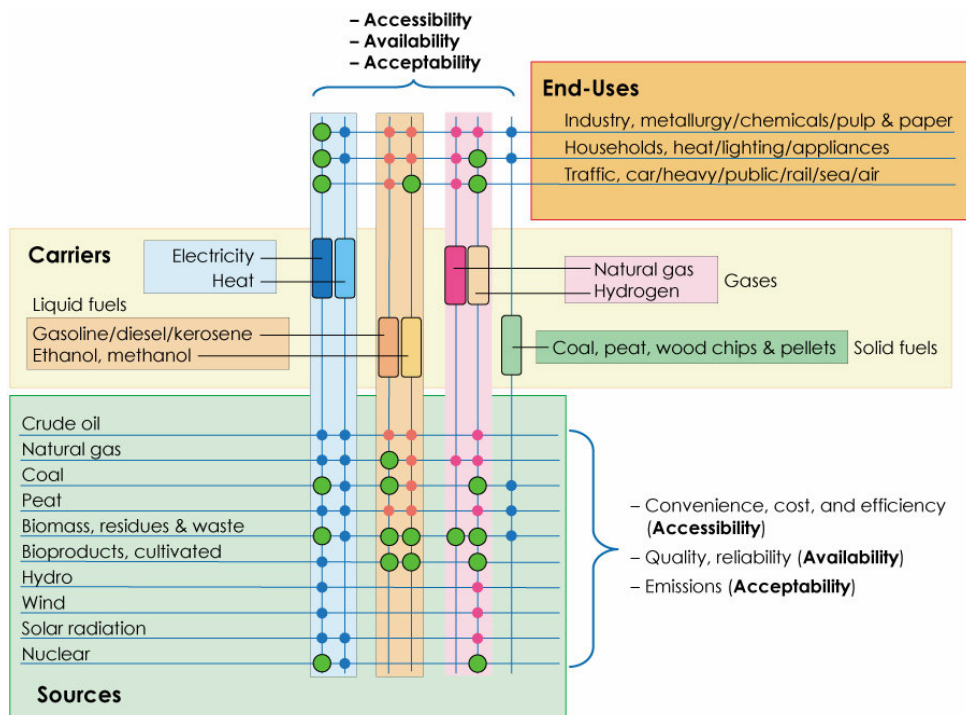 – Accessibility
– Availability
– Acceptability
End-Uses
Industry, metallurgy/chemicals/pulp & paper
Households, heat/lighting/appliances
Traffic, car/heavy/public/rail/sea/air
Carriers
Electricity
Heat
Liquid fuels
Gasoline/diesel/kerosene
Ethanol, methanol
Natural gas
Hydrogen
Gases
Coal, peat, wood chips & pellets
Solid fuels
Crude oil
Natural gas
Coal
Peat
Biomass, residues & waste
Bioproducts, cultivated
Hydro
Wind
Solar radiation
Nuclear
Sources
– Convenience, cost, and efficiency
(Accessibility)
– Quality, reliability (Availability)
– Emissions (Acceptability)